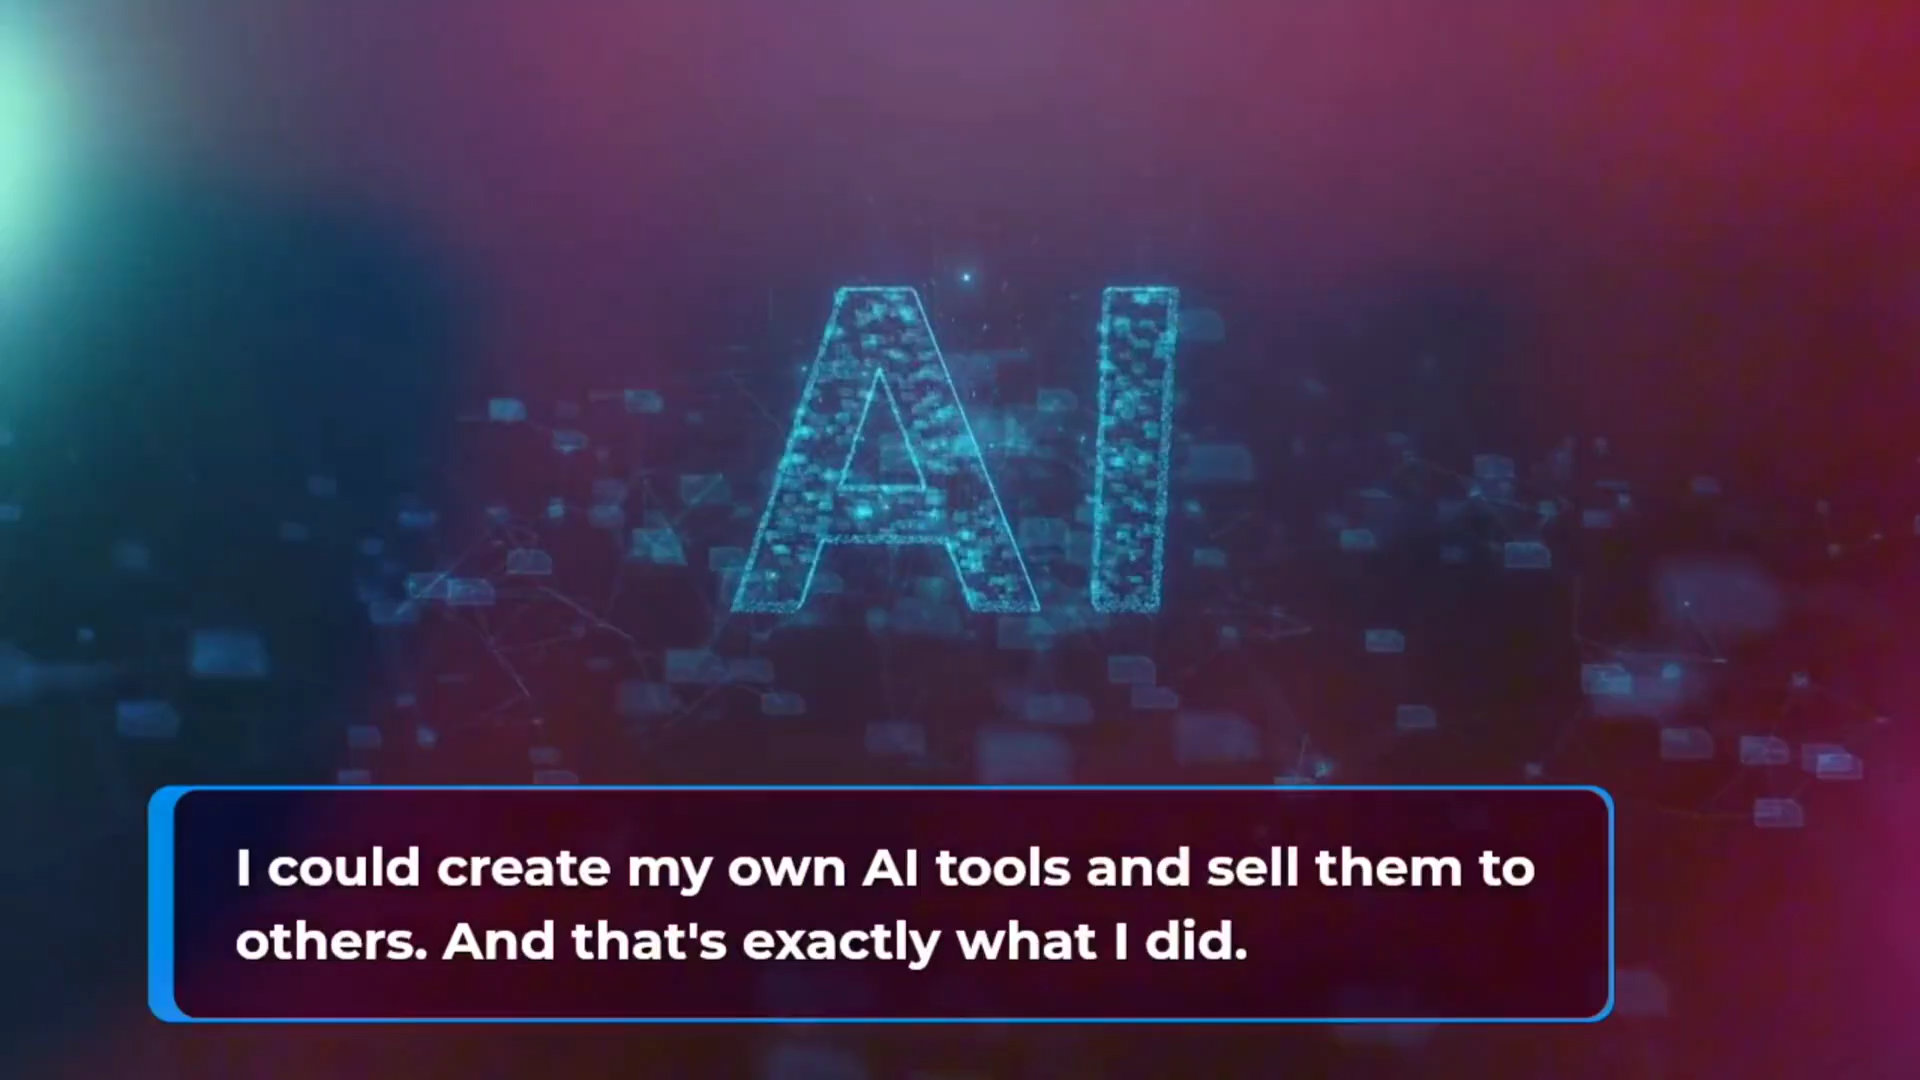 AI
I could create my own AI tools and sell them to
others. And that's exactly what I did.